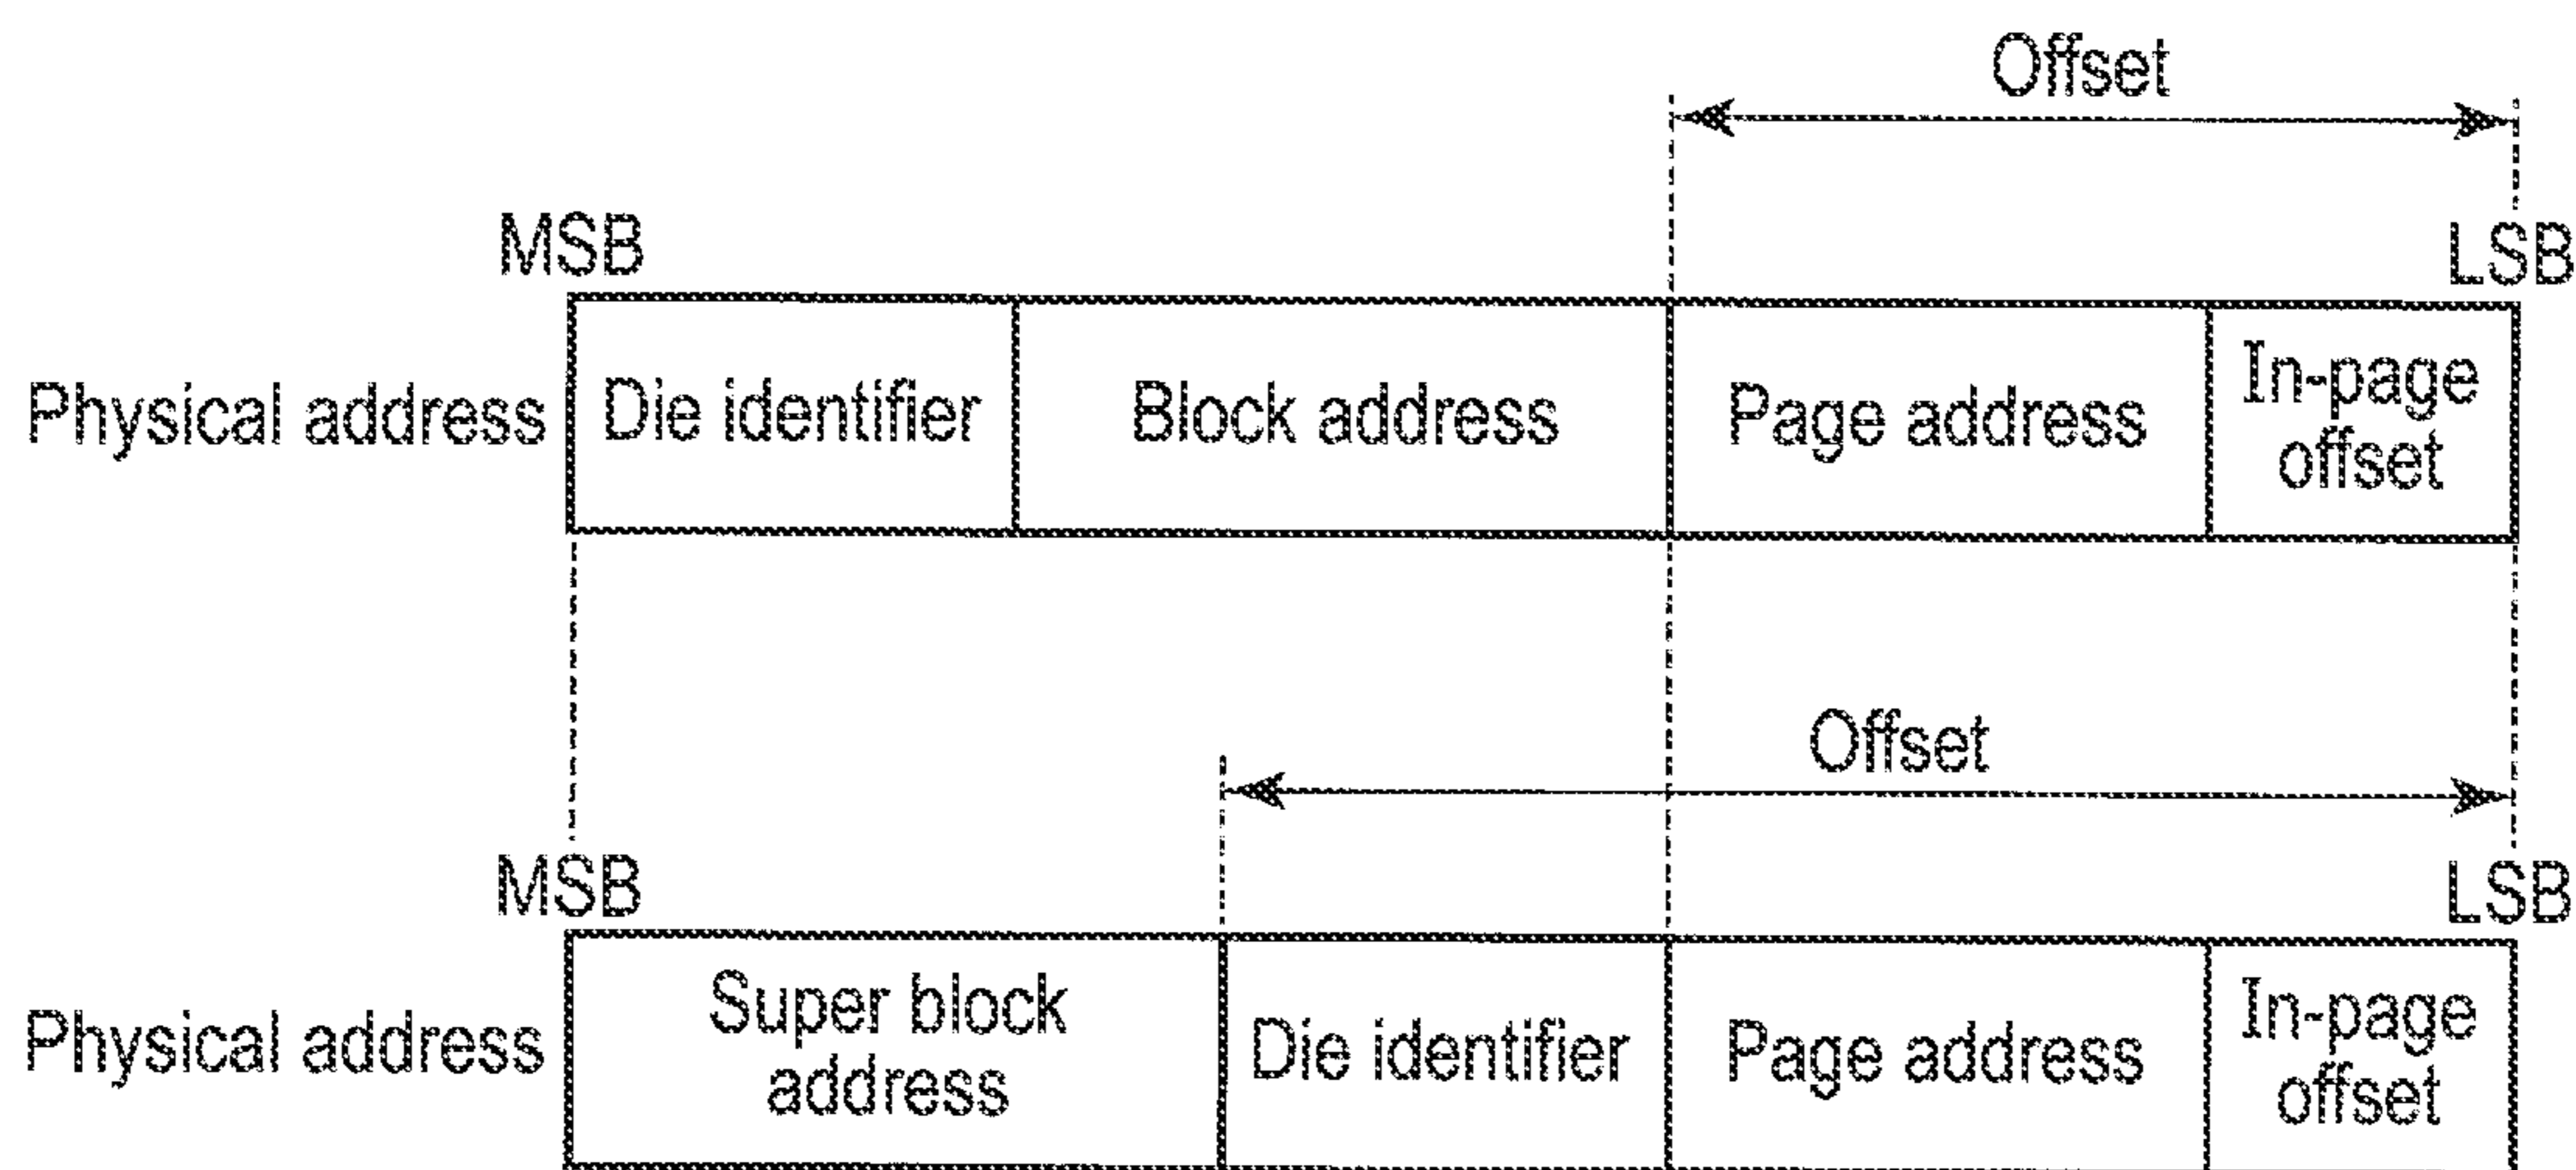 Offset
MSB
LSB
Physical address
Die identifier
Block address
Page address
In-page
offset
Offset
MSB
LSB
Physical address
Super block
address
Die identifier
Page address
In-page
offset